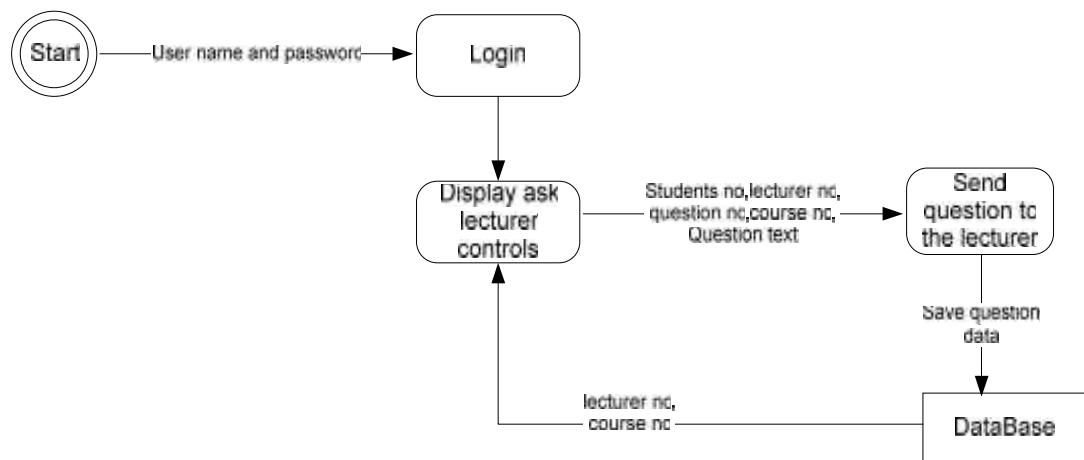 Start
User name and password
Login
Display ask
lecturer
controls
Students no,lecturer no,
question no,course no,
Question text
Send
question to
the lecturer
Save question
data
lecturer no,
course no
DataBase